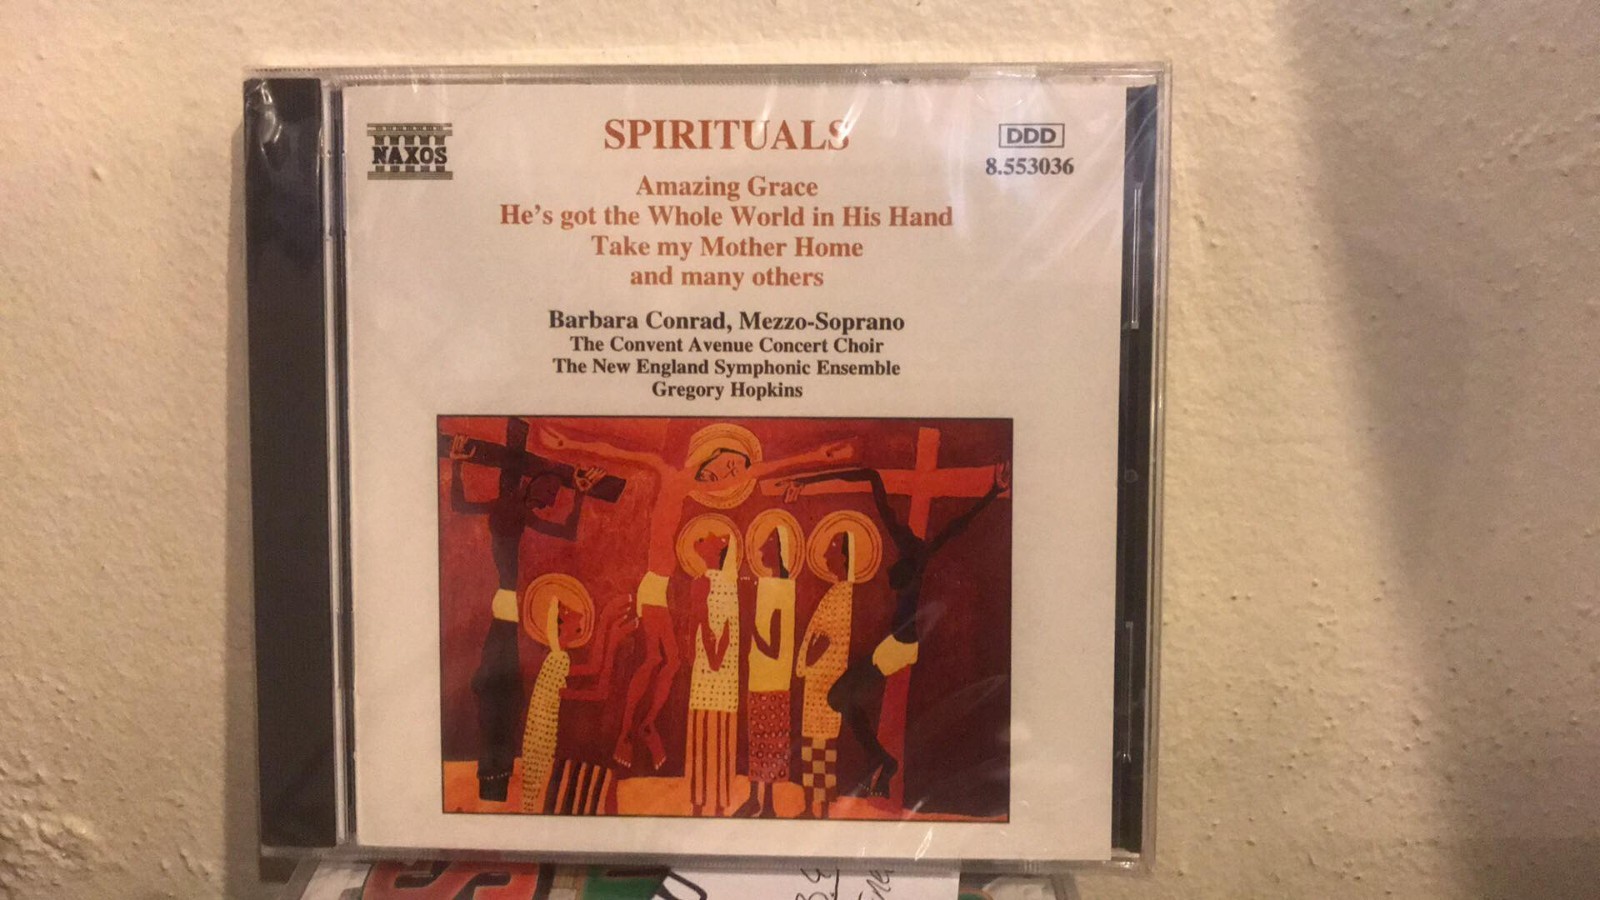 SPIRITUALS
NAXOS
DDD
8.553036
Amazing Grace
He's got the Whole World in His Hand
Take my Mother Home
and many others
Barbara Conrad, Mezzo-Soprano
The Convent Avenue Concert Choir
The New England Symphonic Ensemble
Gregory Hopkins